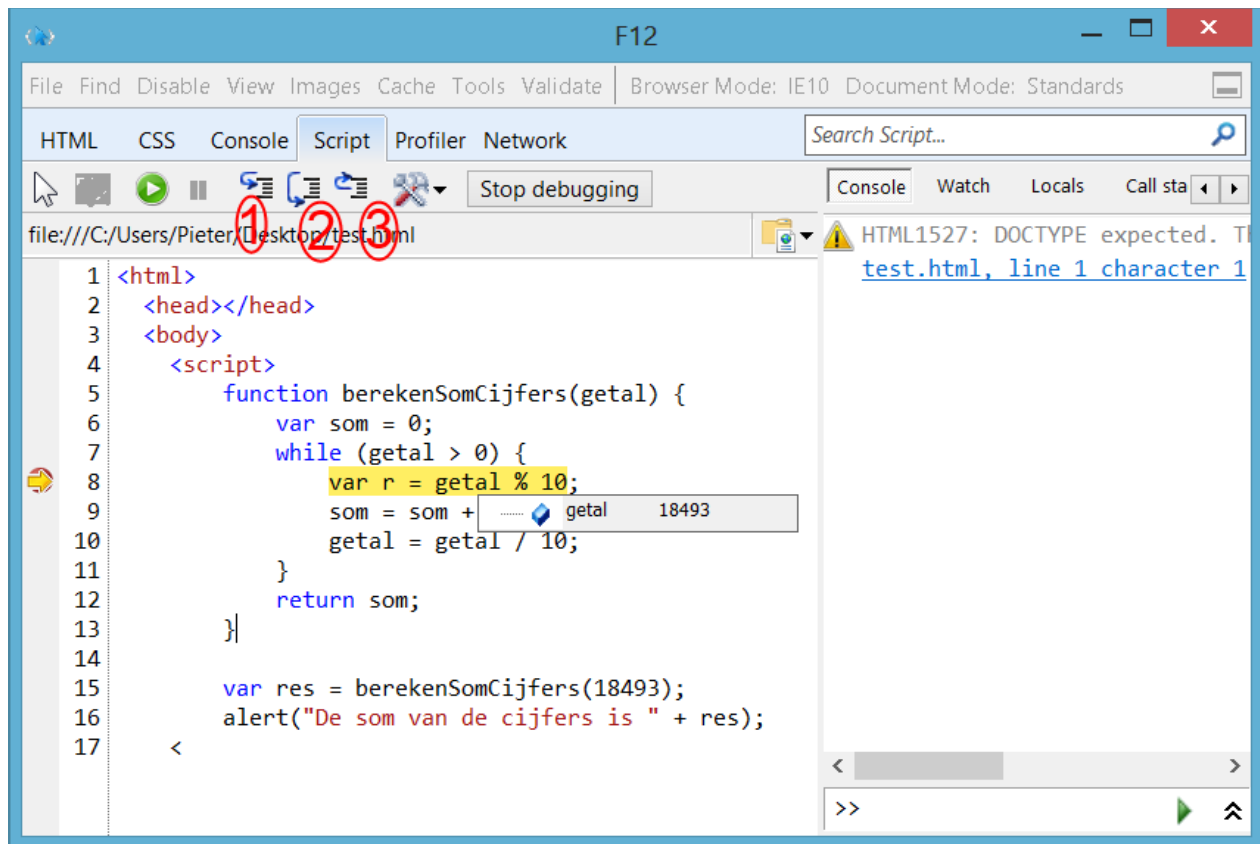 F12
File Find Disable View Images Cache Tools Validate Browser Mode: IE10 Document Mode: Standards
HTML CSS Console Script Profiler Network Search Script...
Stop debugging Console Watch Locals Call sta
1 2 3
file:///C:/Users/Pieter/Desktop/test.html
HTML1527: DOCTYPE expected. Th
test.html, line 1 character 1
1 <html>
2 <head></head>
3 <body>
4 <script>
5 function berekenSomCijfers(getal) {
6 var som = 0;
7 while (getal > 0) {
8 var r = getal % 10;
9 som = som + getal 18493
10 getal = getal / 10;
11 }
12 return som;
13 }
14
15 var res = berekenSomCijfers(18493);
16 alert("De som van de cijfers is " + res);
17 <
>>